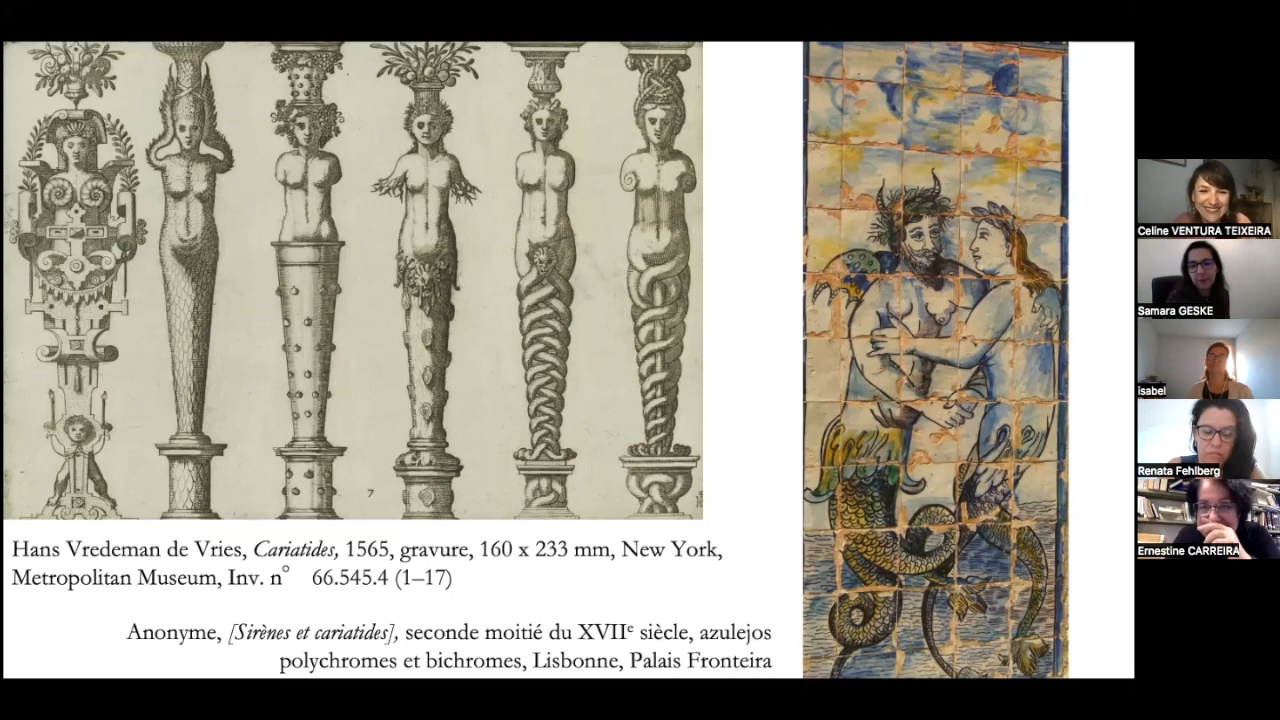 Hans Vredeman de Vries, Cariatides, 1565, gravure, 160 x 233 mm, New York,
Metropolitan Museum, Inv. n° 66.545.4 (1–17)
Anonyme, [Sirènes et cariatides], seconde moitié du XVIIe siècle, azulejos
polychromes et bichromes, Lisbonne, Palais Fronteira
7
Celine VENTURA TEIXEIRA
Samara GESKE
isabel
Renata Fehlberg
Ernestine CARREIRA